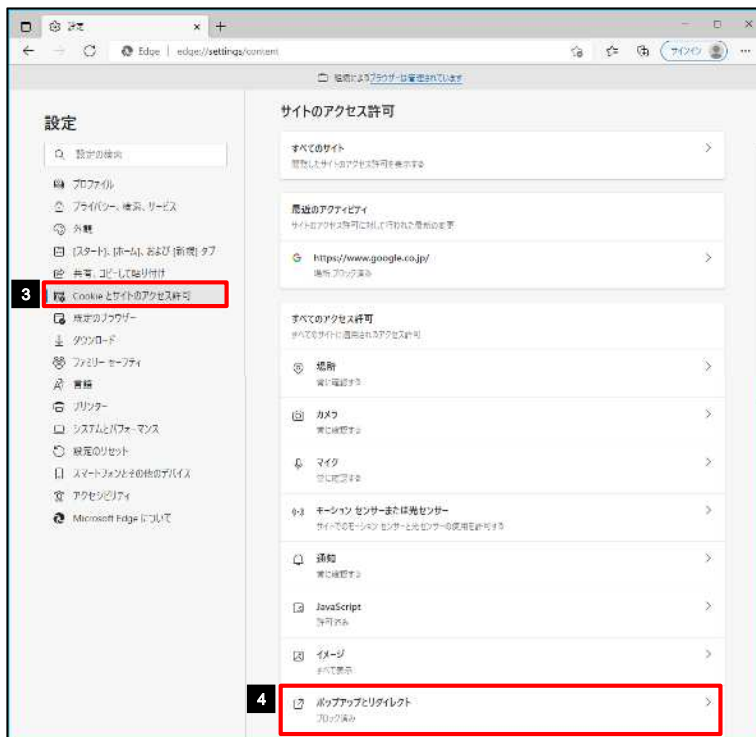 設定
Edge | edge://settings/content
サインイン
組織によるブラウザーは管理されています
設定
設定の検索
プロファイル
プライバシー、検索、サービス
外観
[スタート]、[ホーム]、および [新規] タブ
共有、コピーして貼り付け
3
Cookie とサイトのアクセス許可
既定のブラウザー
ダウンロード
ファミリー セーフティ
言語
プリンター
システムとパフォーマンス
設定のリセット
スマートフォンとその他のデバイス
アクセシビリティ
Microsoft Edge について
サイトのアクセス許可
すべてのサイト
閲覧したサイトのアクセス許可を表示する
最近のアクティビティ
サイトのアクセス許可に対して行われた最新の変更
https://www.google.co.jp/
場所 ブロック済み
すべてのアクセス許可
すべてのサイトに適用されるアクセス許可
場所
常に確認する
カメラ
常に確認する
マイク
常に確認する
モーション センサーまたは光センサー
サイトでのモーション センサーと光センサーの使用を許可する
通知
常に確認する
JavaScript
許可済み
イメージ
すべて表示
4
ポップアップとリダイレクト
ブロック済み